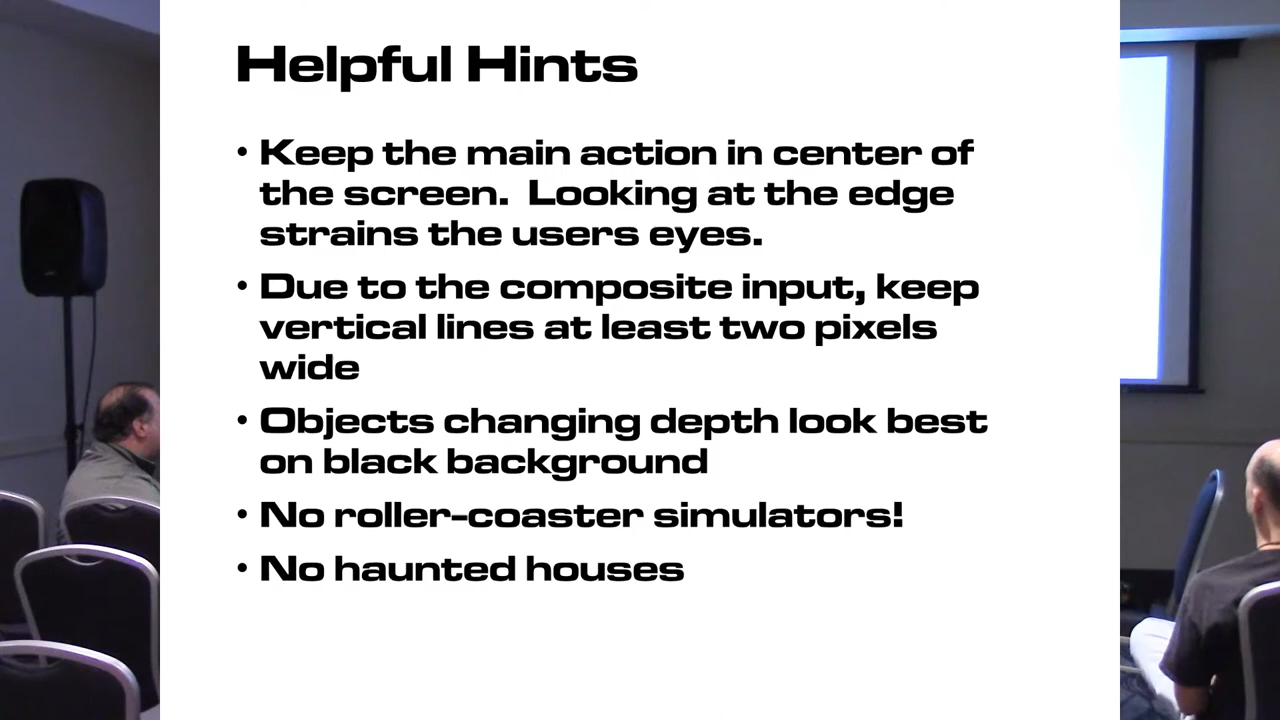 Helpful Hints
• Keep the main action in center of
the screen.  Looking at the edge
strains the users eyes.
• Due to the composite input, keep
vertical lines at least two pixels
wide
• Objects changing depth look best
on black background
• No roller-coaster simulators!
• No haunted houses